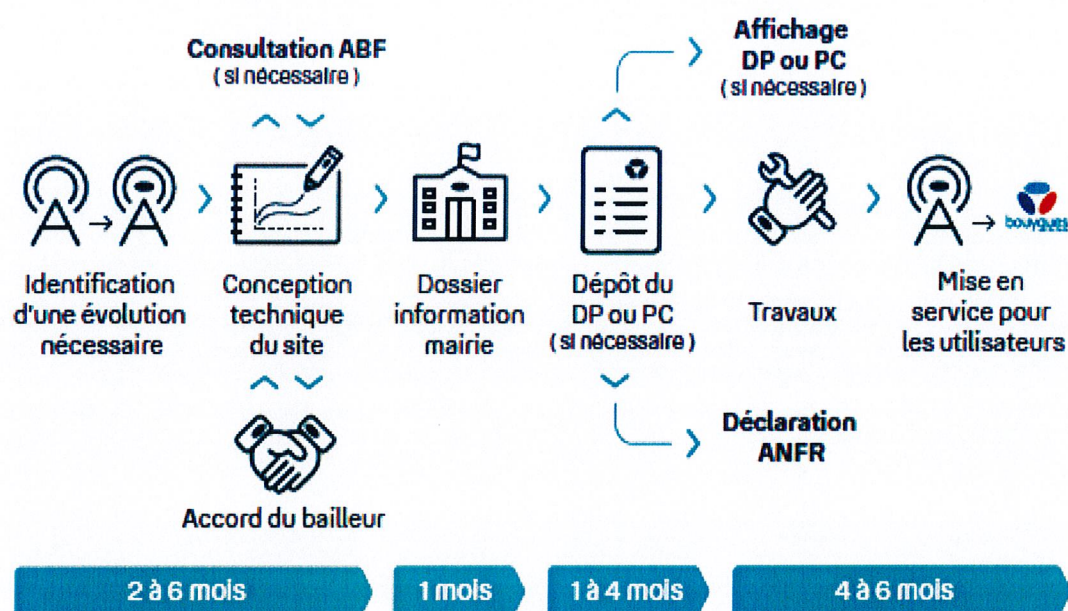 Consultation ABF
( si nécessaire )
Affichage
DP ou PC
( si nécessaire )
Identification
d'une évolution
nécessaire
Conception
technique
du site
Dossier
information
mairie
Dépôt du
DP ou PC
( si nécessaire )
Travaux
bouygues
Mise en
service pour
les utilisateurs
Accord du bailleur
Déclaration
ANFR
2 à 6 mois
1 mois
1 à 4 mois
4 à 6 mois